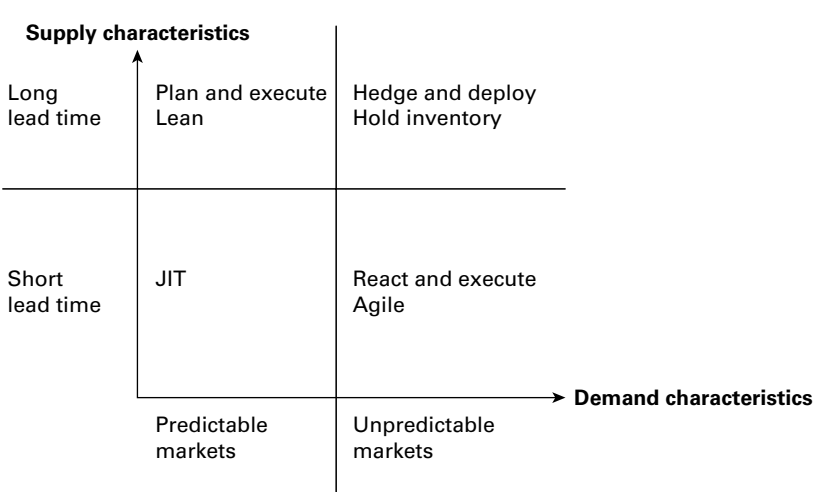 Supply characteristics
Long
lead time
Plan and execute
Lean
Hedge and deploy
Hold inventory
Short
lead time
JIT
React and execute
Agile
Demand characteristics
Predictable
markets
Unpredictable
markets